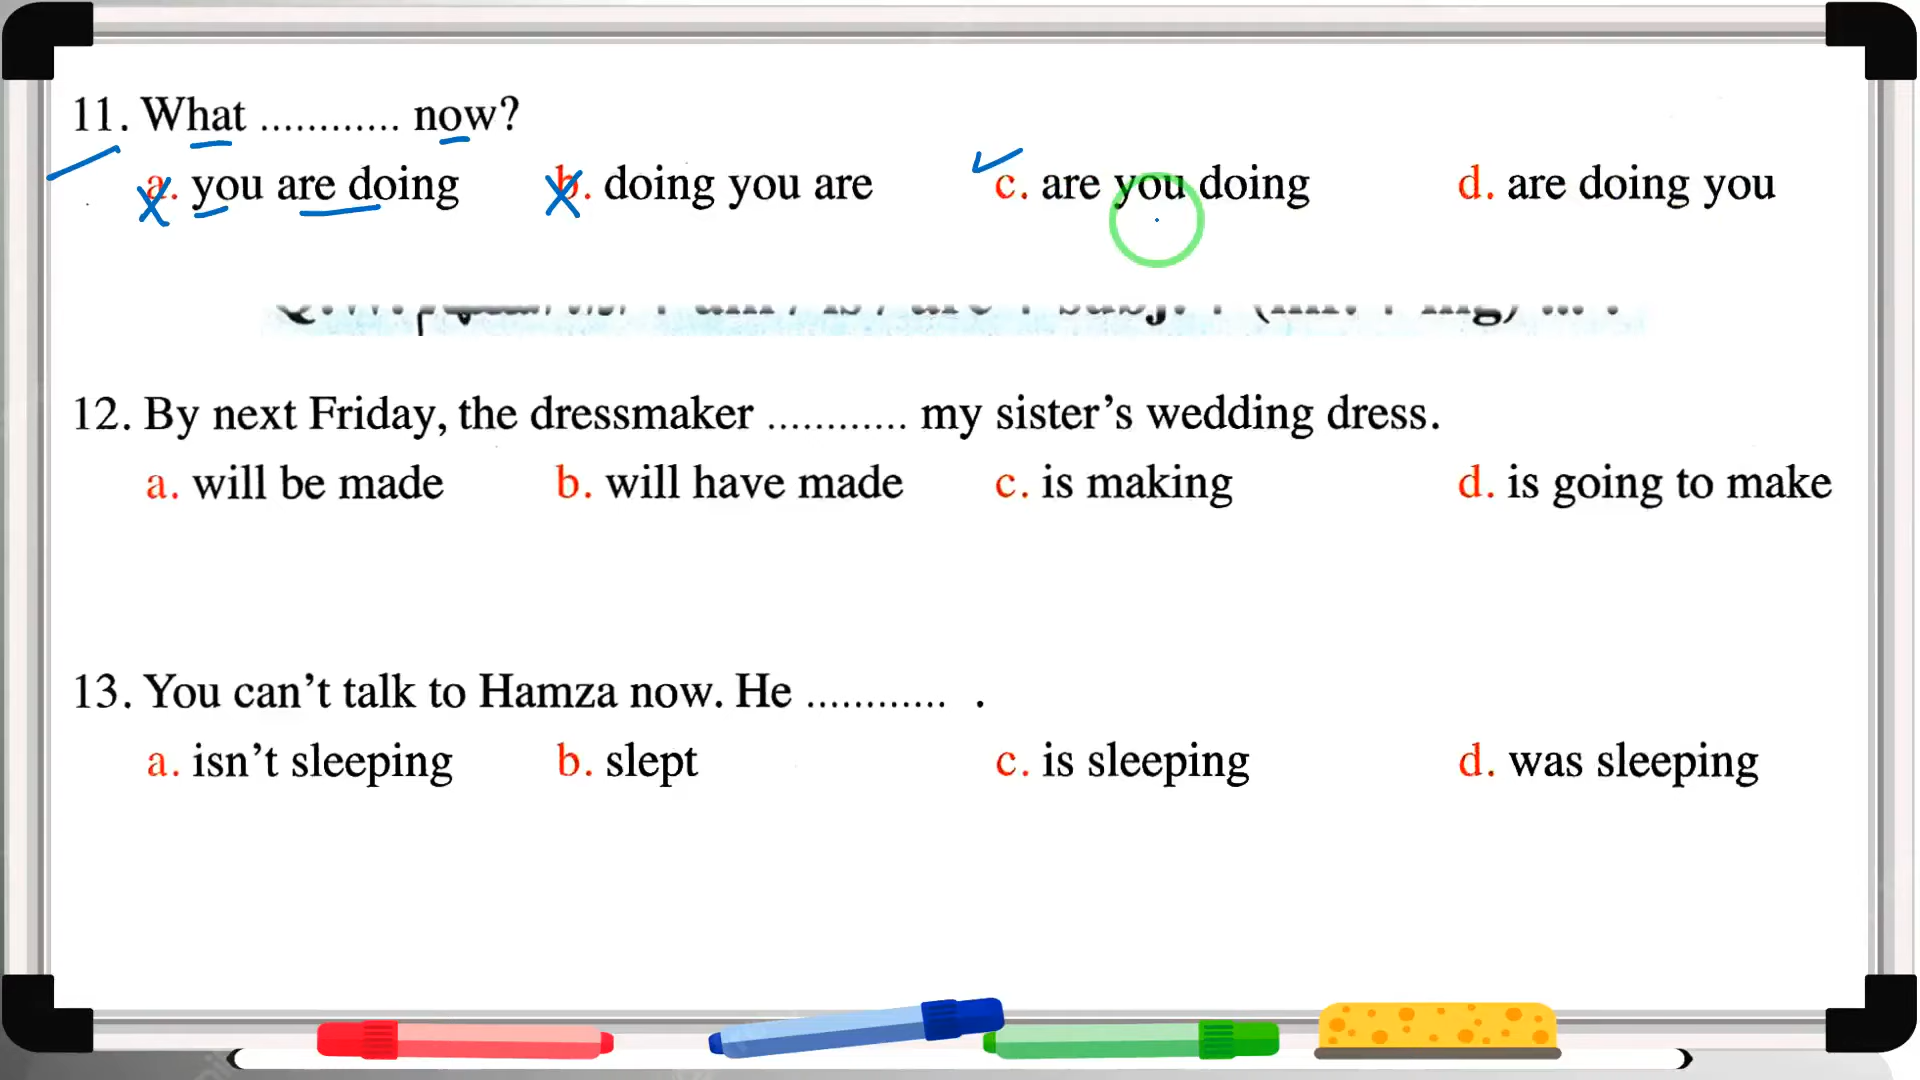 11. What ............ now?
a. you are doing b. doing you are c. are you doing d. are doing you
12. By next Friday, the dressmaker ............ my sister’s wedding dress.
a. will be made b. will have made c. is making d. is going to make
13. You can’t talk to Hamza now. He ............ .
a. isn’t sleeping b. slept c. is sleeping d. was sleeping